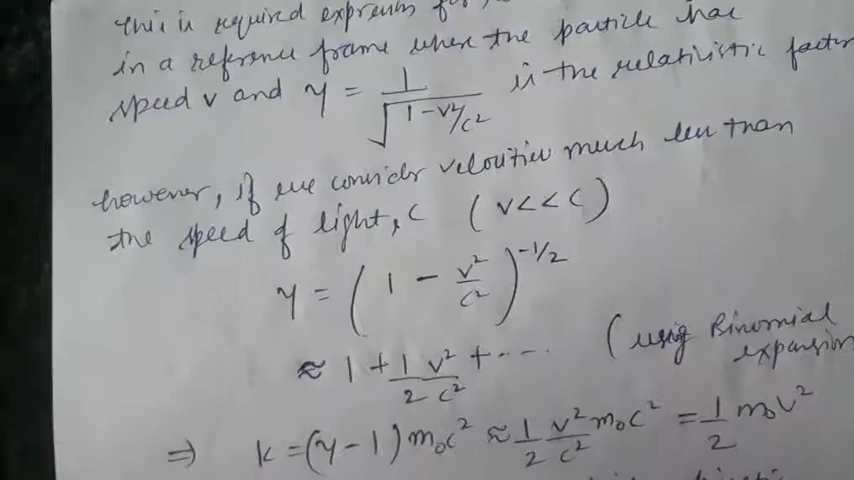 This is required expression for
in a reference frame where the particle has
speed v and γ = 1/√(1 - v²/c²) is the relativistic factor
however, if we consider velocities much less than
the speed of light, c (v<<c)
γ = (1 - v²/c²)^(-1/2)
≈ 1 + 1/2 v²/c² + ---- (using Binomial
expansion
⇒ K = (γ - 1) m₀c² ≈ 1/2 v²/c² m₀c² = 1/2 m₀v²